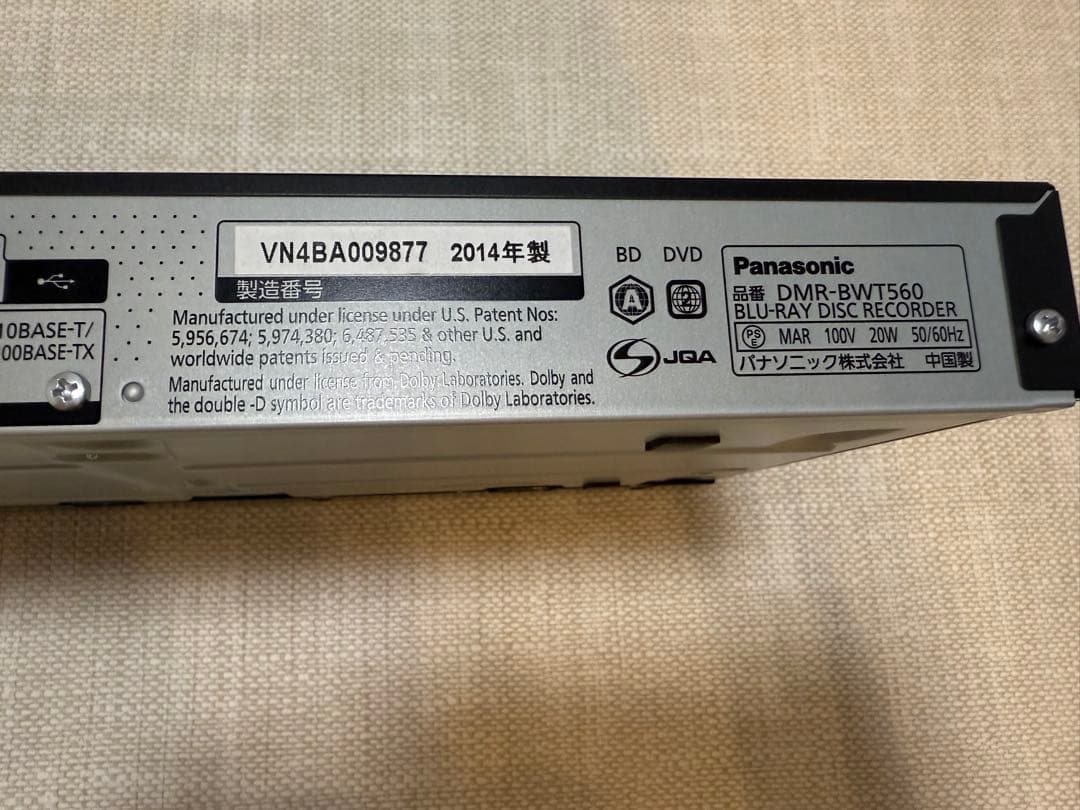 VN4BA009877 2014年製
製造番号
10BASE-T/
00BASE-TX
Manufactured under license under U.S. Patent Nos:
5,956,674; 5,974,380; 6,487,535 & other U.S. and
worldwide patents issued & pending.
Manufactured under license from Dolby Laboratories. Dolby and
the double -D symbol are trademarks of Dolby Laboratories.
BD DVD
A 2
JQA
Panasonic
品番 DMR-BWT560
BLU-RAY DISC RECORDER
PSE MAR 100V 20W 50/60Hz
パナソニック株式会社 中国製